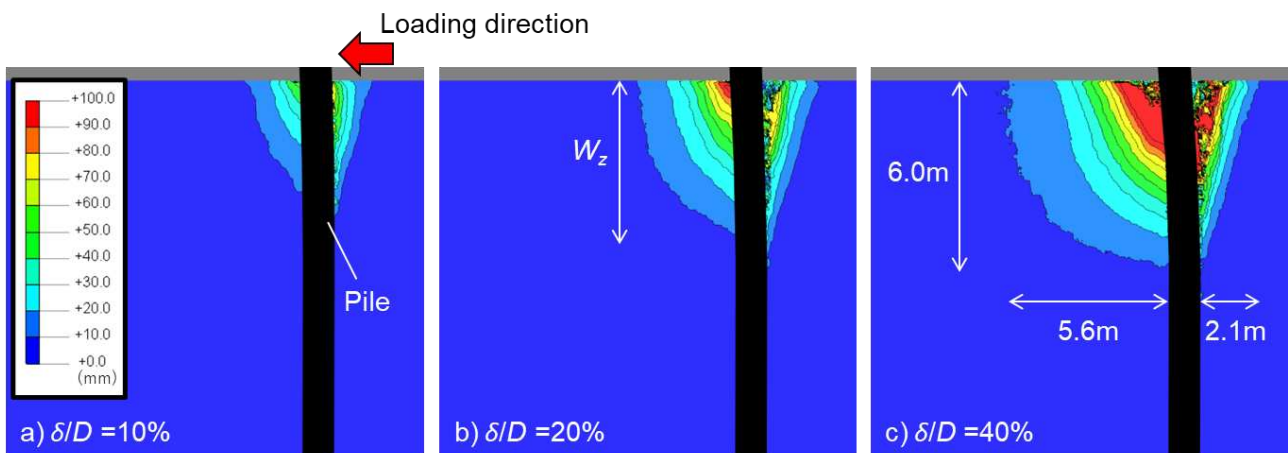 Loading direction
+100.0
+90.0
+80.0
+70.0
+60.0
+50.0
+40.0
+30.0
+20.0
+10.0
+0.0
(mm)
Pile
a) δ/D =10%
Wz
b) δ/D =20%
6.0m
5.6m
2.1m
c) δ/D =40%